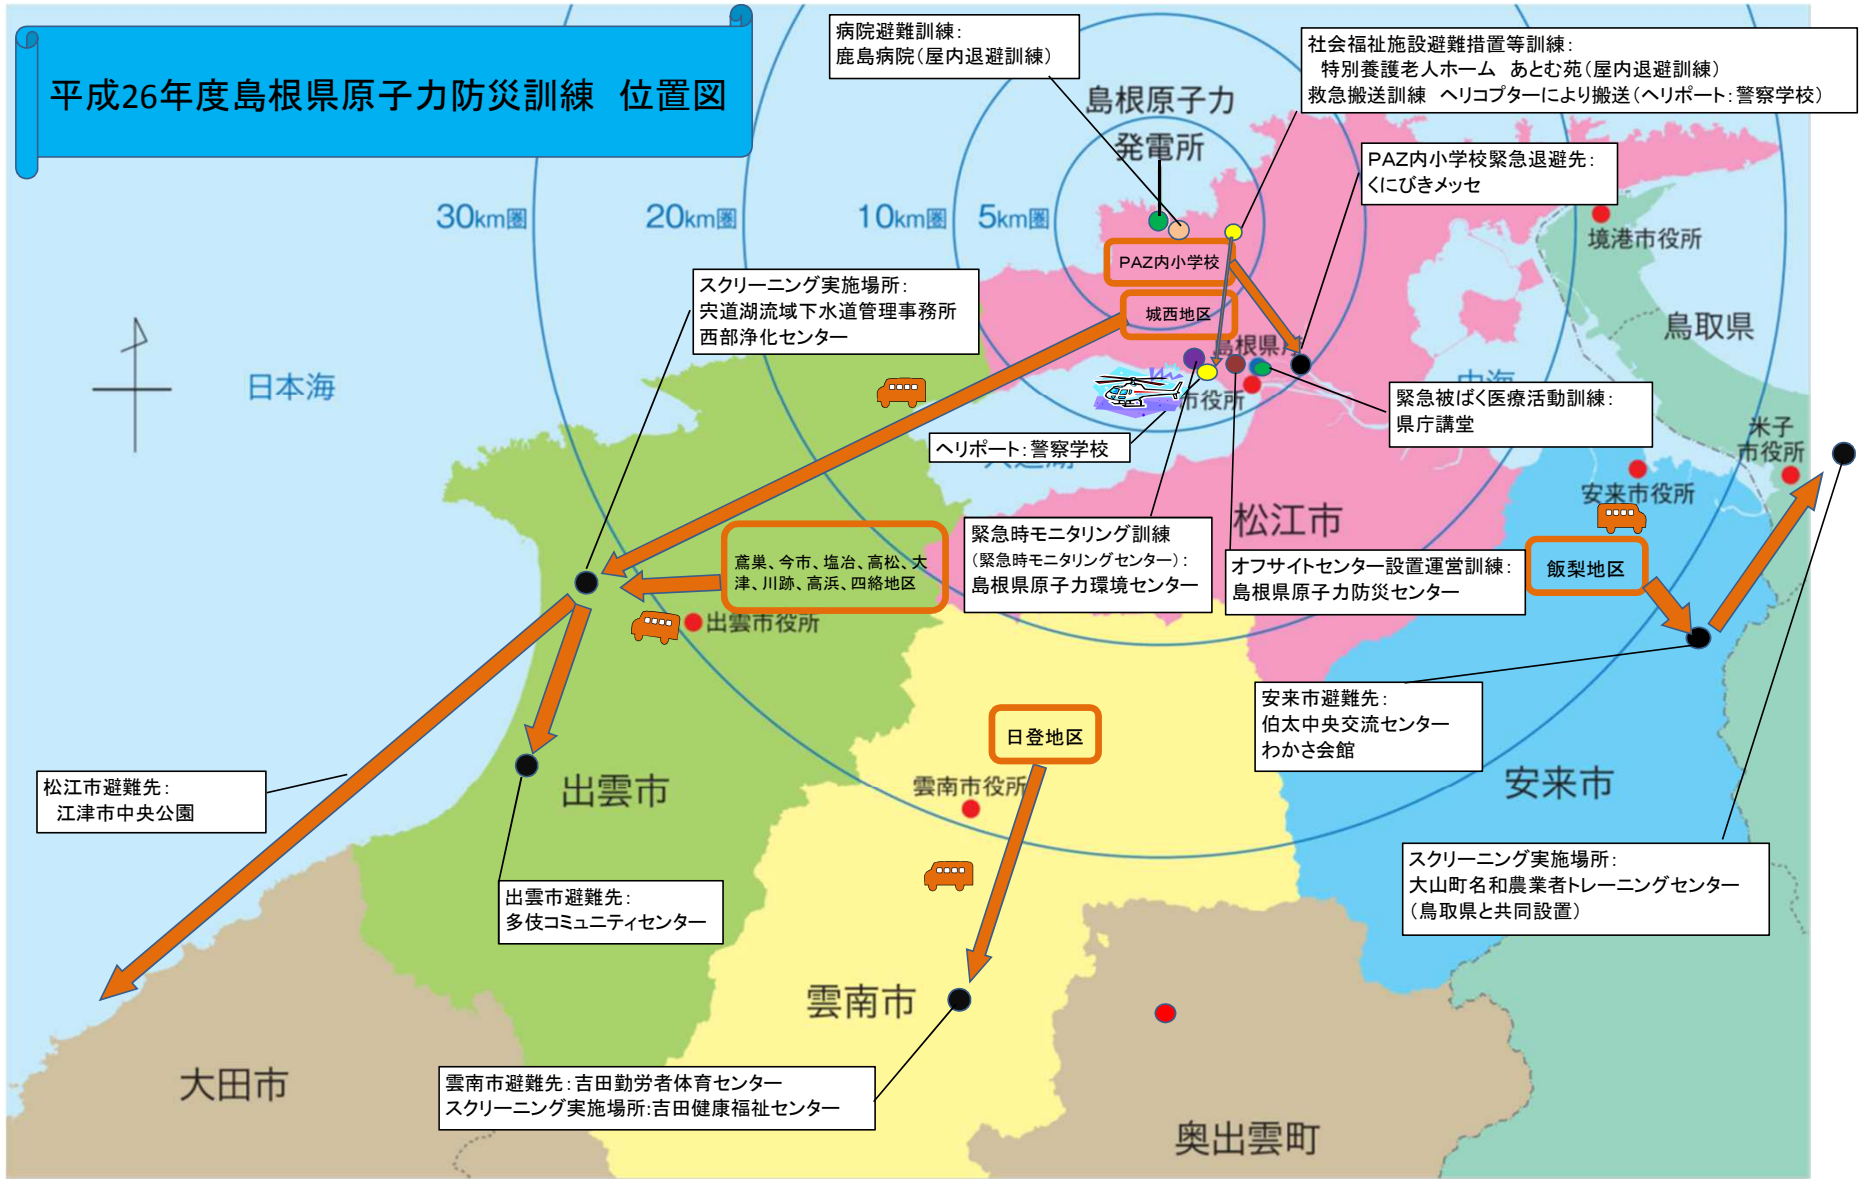 平成26年度島根県原子力防災訓練 位置図
病院避難訓練:
鹿島病院(屋内退避訓練)
社会福祉施設避難措置等訓練:
特別養護老人ホーム あとむ苑(屋内退避訓練)
救急搬送訓練 ヘリコプターにより搬送(ヘリポート:警察学校)
島根原子力
発電所
PAZ内小学校緊急退避先:
くにびきメッセ
30km圏
20km圏
10km圏
5km圏
境港市役所
PAZ内小学校
スクリーニング実施場所:
宍道湖流域下水道管理事務所
西部浄化センター
城西地区
鳥取県
島根県庁
日本海
中海
市役所
緊急被ばく医療活動訓練:
県庁講堂
米子
市役所
ヘリポート:警察学校
安来市役所
松江市
緊急時モニタリング訓練
(緊急時モニタリングセンター):
島根県原子力環境センター
オフサイトセンター設置運営訓練:
島根県原子力防災センター
飯梨地区
鳶巣、今市、塩冶、高松、大
津、川跡、高浜、四絡地区
出雲市役所
安来市避難先:
伯太中央交流センター
わかさ会館
日登地区
松江市避難先:
江津市中央公園
出雲市
雲南市役所
安来市
スクリーニング実施場所:
大山町名和農業者トレーニングセンター
(鳥取県と共同設置)
出雲市避難先:
多伎コミュニティセンター
雲南市
大田市
雲南市避難先:吉田勤労者体育センター
スクリーニング実施場所:吉田健康福祉センター
奥出雲町